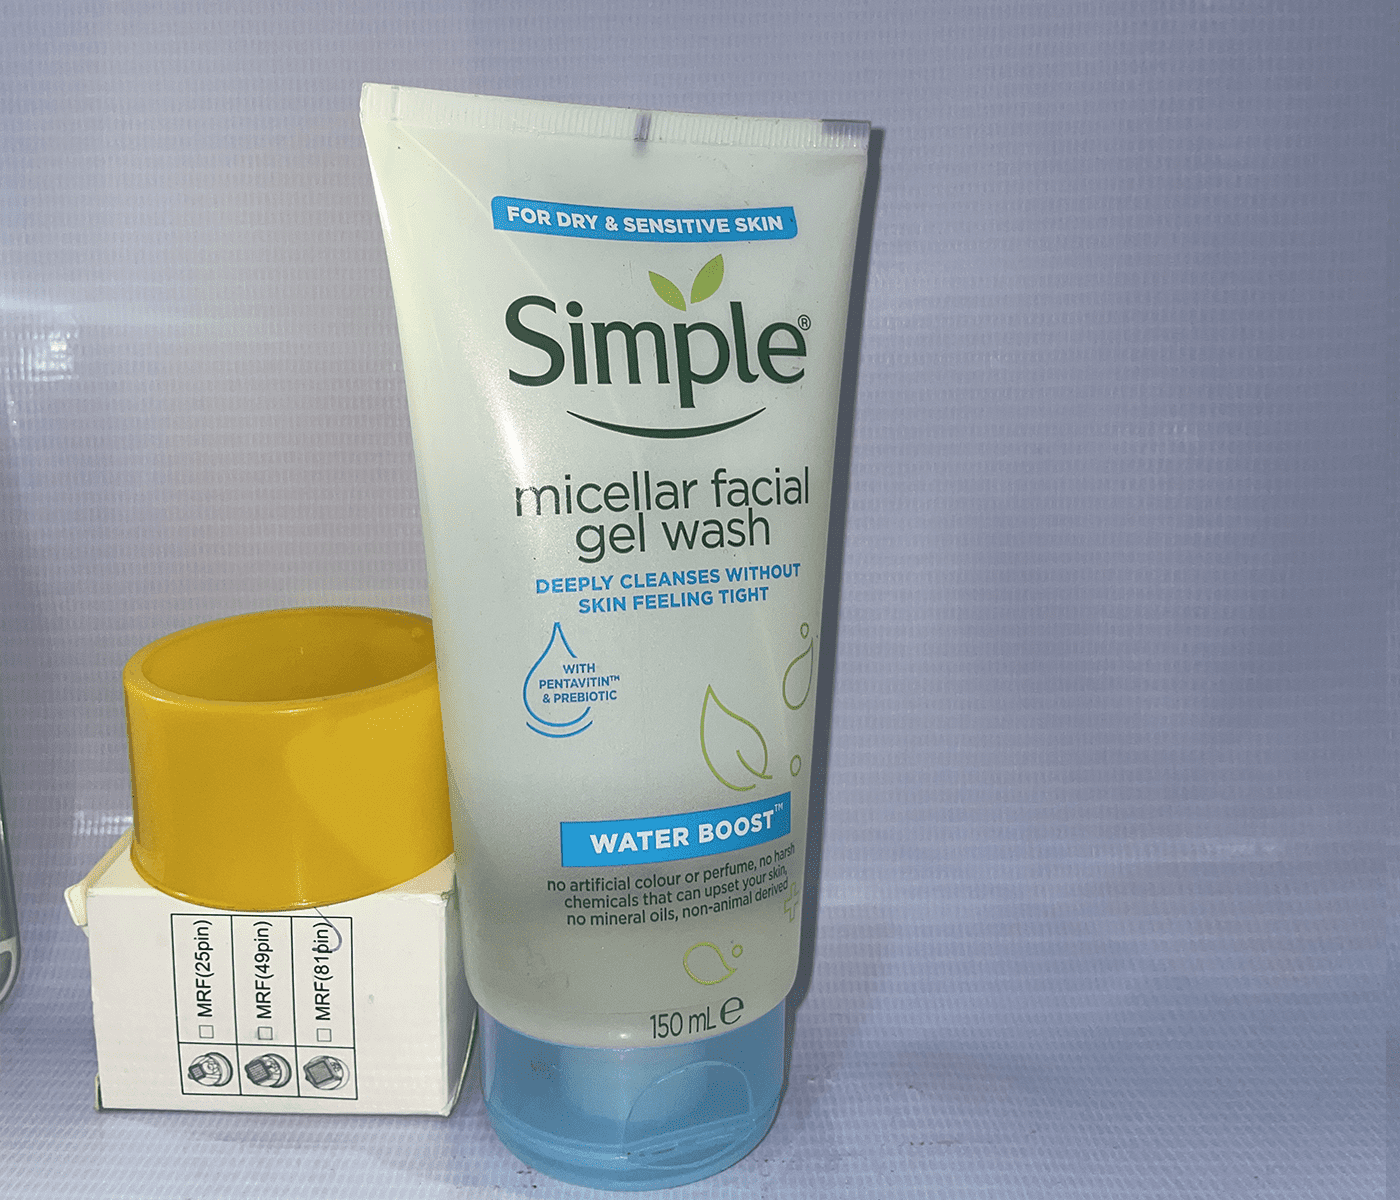 FOR DRY & SENSITIVE SKIN
Simple®
micellar facial
gel wash
DEEPLY CLEANSES WITHOUT
SKIN FEELING TIGHT
WITH
PENTAVITIN™
& PREBIOTIC
WATER BOOST™
no artificial colour or perfume, no harsh
chemicals that can upset your skin,
no mineral oils, non-animal derived
150 mL e
MRF(25pin)
MRF(49pin)
MRF(81pin)